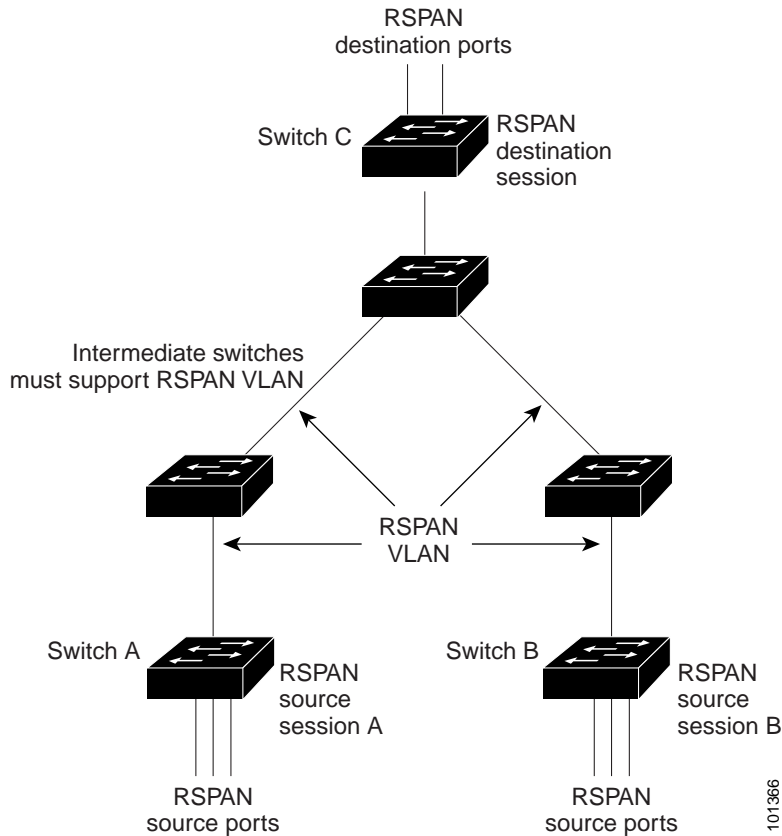 RSPAN
destination ports
Switch C
RSPAN
destination
session
Intermediate switches
must support RSPAN VLAN
RSPAN
VLAN
Switch A
RSPAN
source
session A
Switch B
RSPAN
source
session B
RSPAN
source ports
RSPAN
source ports
101366